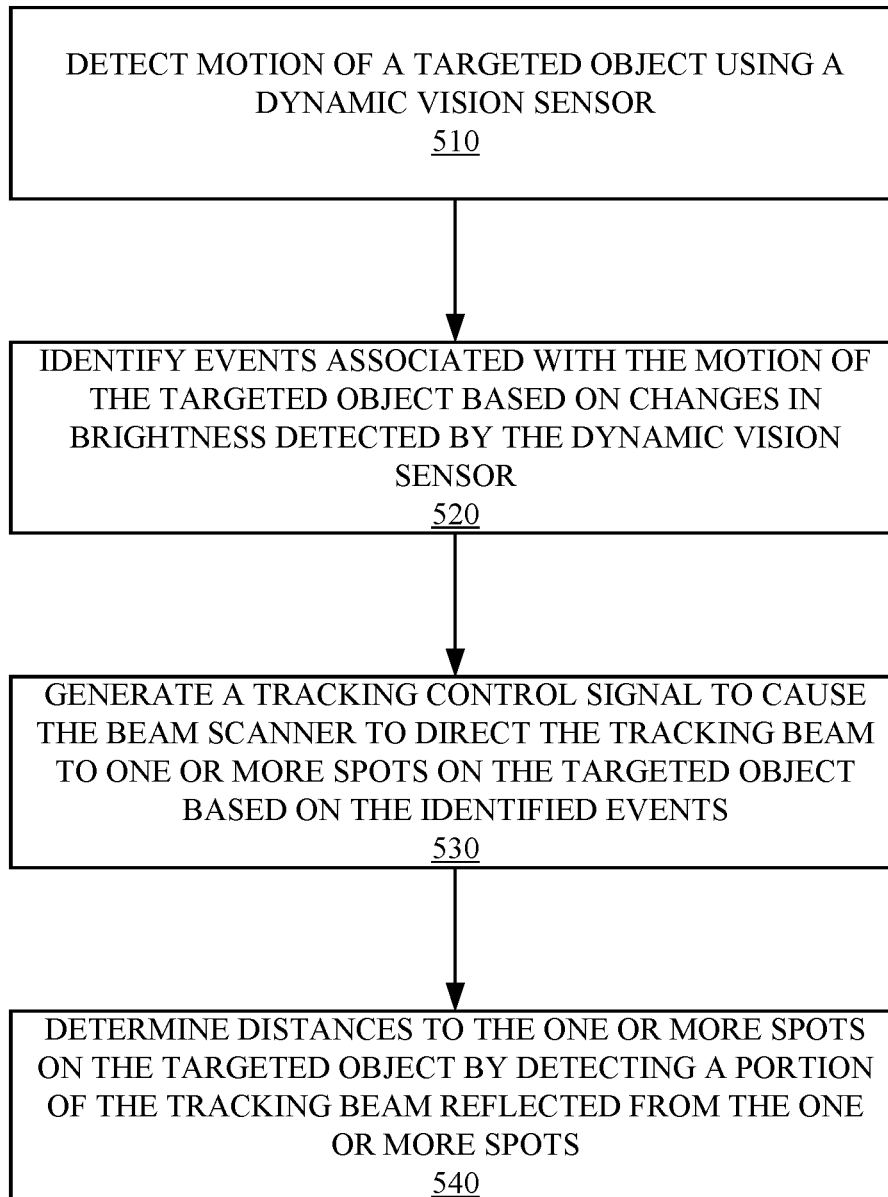 DETECT MOTION OF A TARGETED OBJECT USING A
DYNAMIC VISION SENSOR
510
IDENTIFY EVENTS ASSOCIATED WITH THE MOTION OF
THE TARGETED OBJECT BASED ON CHANGES IN
BRIGHTNESS DETECTED BY THE DYNAMIC VISION
SENSOR
520
GENERATE A TRACKING CONTROL SIGNAL TO CAUSE
THE BEAM SCANNER TO DIRECT THE TRACKING BEAM
TO ONE OR MORE SPOTS ON THE TARGETED OBJECT
BASED ON THE IDENTIFIED EVENTS
530
DETERMINE DISTANCES TO THE ONE OR MORE SPOTS
ON THE TARGETED OBJECT BY DETECTING A PORTION
OF THE TRACKING BEAM REFLECTED FROM THE ONE
OR MORE SPOTS
540